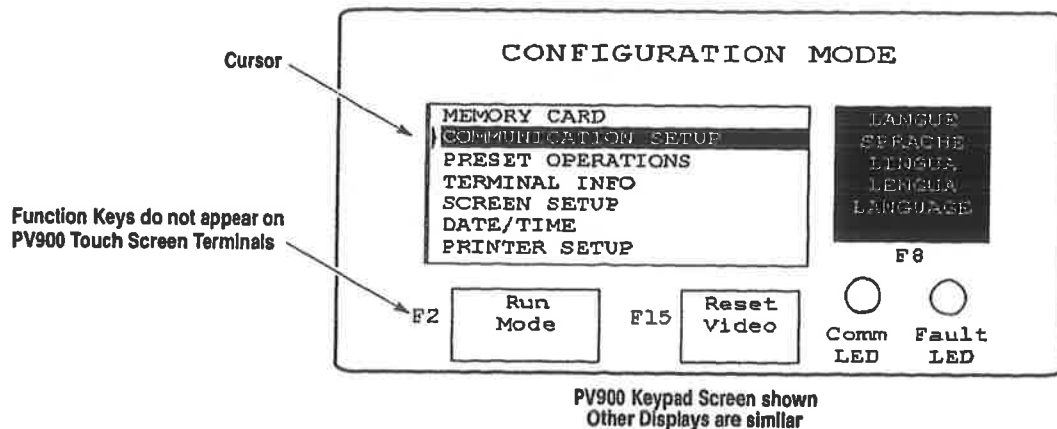 CONFIGURATION MODE
Cursor
MEMORY CARD
COMMUNICATION SETUP
PRESET OPERATIONS
TERMINAL INFO
SCREEN SETUP
DATE/TIME
PRINTER SETUP
LANGUE
SPRACHE
LINGUA
LENGUA
LANGUAGE
F8
Function Keys do not appear on
PV900 Touch Screen Terminals
F2
Run
Mode
F15
Reset
Video
Comm
LED
Fault
LED
PV900 Keypad Screen shown
Other Displays are similar